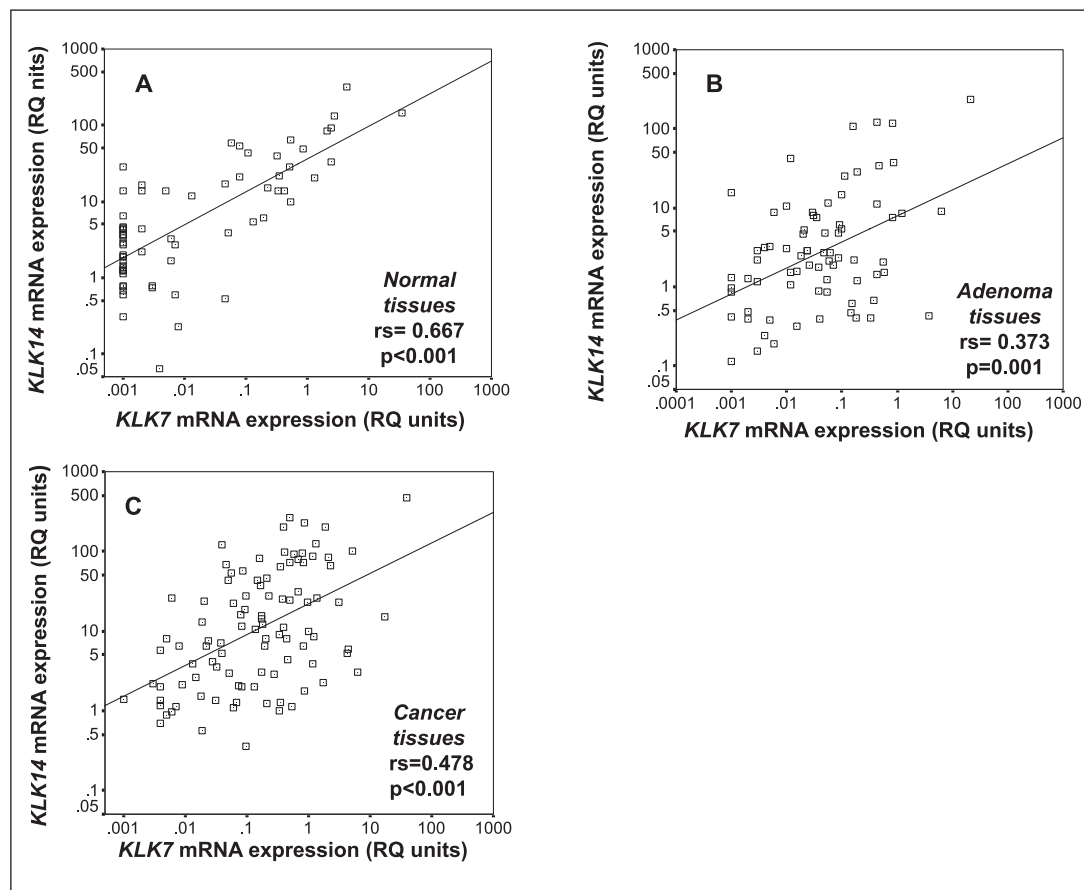 A
KLK14 mRNA expression (RQ nits)
1000
500
100
50
10
5
1
.5
.1
.05
Normal
tissues
rs= 0.667
p<0.001
.001 .01 .1 1 10 100 1000
KLK7 mRNA expression (RQ units)
B
KLK14 mRNA expression (RQ units)
1000
500
100
50
10
5
1
.5
.1
.05
Adenoma
tissues
rs= 0.373
p=0.001
.0001 .001 .01 .1 1 10 100 1000
KLK7 mRNA expression (RQ units)
C
KLK14 mRNA expression (RQ units)
1000
500
100
50
10
5
1
.5
.1
.05
Cancer
tissues
rs=0.478
p<0.001
.001 .01 .1 1 10 100 1000
KLK7 mRNA expression (RQ units)